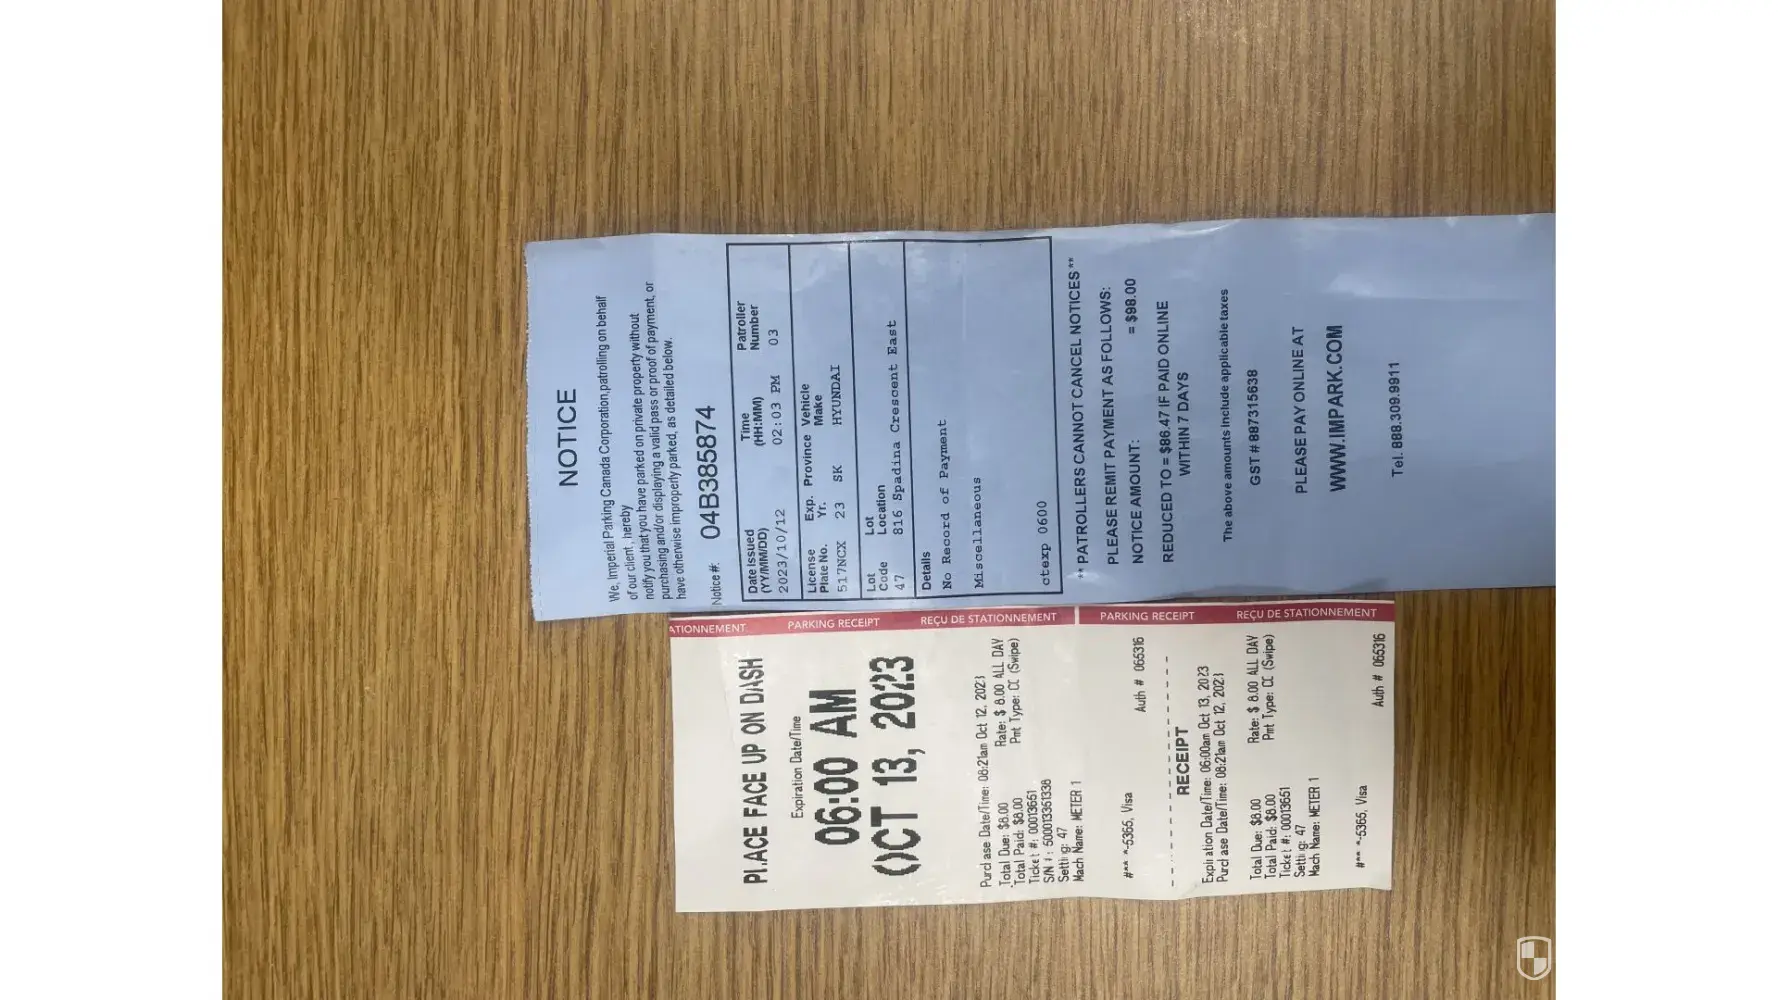 NOTICE
We, Imperial Parking Canada Corporation,patrolling on behalf
of our client, hereby
notify you that you have parked on private property without
purchasing and/or displaying a valid pass or proof of payment, or
have otherwise improperly parked, as detailed below.
Notice #: 04B385874
Date Issued (YY/MM/DD) Time (HH:MM) Patroller Number
2023/10/12 02:03 PM 03
License Plate No. Exp. Yr. Province Vehicle Make
517NCX 23 SK HYUNDAI
Lot Code Lot Location
47 816 Spadina Crescent East
Details
No Record of Payment
Miscellaneous
ctexp 0600
** PATROLLERS CANNOT CANCEL NOTICES**
PLEASE REMIT PAYMENT AS FOLLOWS:
NOTICE AMOUNT: = $98.00
REDUCED TO = $86.47 IF PAID ONLINE
WITHIN 7 DAYS
The above amounts include applicable taxes
GST # 887315638
PLEASE PAY ONLINE AT
WWW.IMPARK.COM
Tel. 888.309.9911
ATIONNEMENT PARKING RECEIPT REÇU DE STATIONNEMENT PARKING RECEIPT REÇU DE STATIONNEMENT
PLACE FACE UP ON DASH
Expiration Date/Time
06:00 AM
OCT 13, 2023
Purchase Date/Time: 08:21am Oct 12, 2023
Total Due: $8.00 Rate: $ 8.00 ALL DAY
Total Paid: $8.00 Pmt Type: CC (Swipe)
Ticket #: 00013651
S/N #: 500013361338
Setting: 47
Mach Name: METER 1
#** *-5365, Visa Auth # 065316
RECEIPT
Expiration Date/Time: 06:00am Oct 13, 2023
Purchase Date/Time: 08:21am Oct 12, 2023
Total Due: $8.00 Rate: $ 8.00 ALL DAY
Total Paid: $8.00 Pmt Type: CC (Swipe)
Ticket #: 00013651
Setting: 47
Mach Name: METER 1
#** *-5365, Visa Auth # 065316